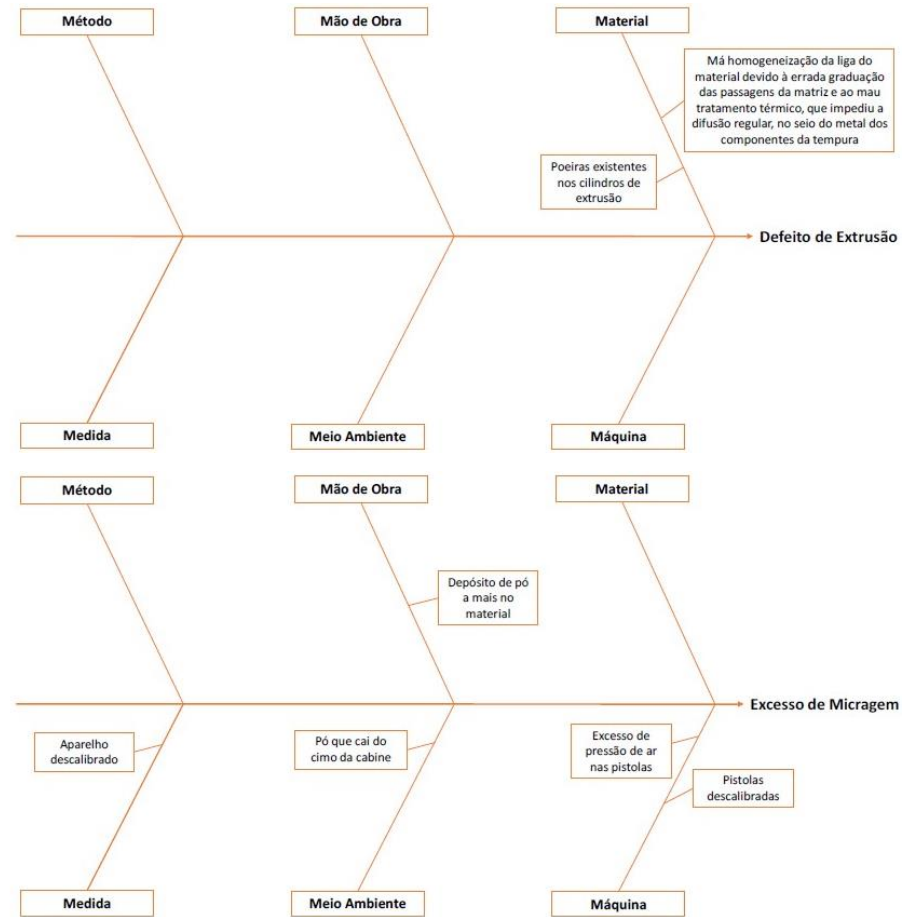 Método
Mão de Obra
Material
Má homogeneização da liga do
material devido à errada graduação
das passagens da matriz e ao mau
tratamento térmico, que impediu a
difusão regular, no seio do metal dos
componentes da tempura
Poeiras existentes
nos cilindros de
extrusão
Defeito de Extrusão
Medida
Meio Ambiente
Máquina
Método
Mão de Obra
Material
Depósito de pó
a mais no
material
Excesso de Micragem
Aparelho
descalibrado
Pó que cai do
cimo da cabine
Excesso de
pressão de ar
nas pistolas
Pistolas
descalibradas
Medida
Meio Ambiente
Máquina